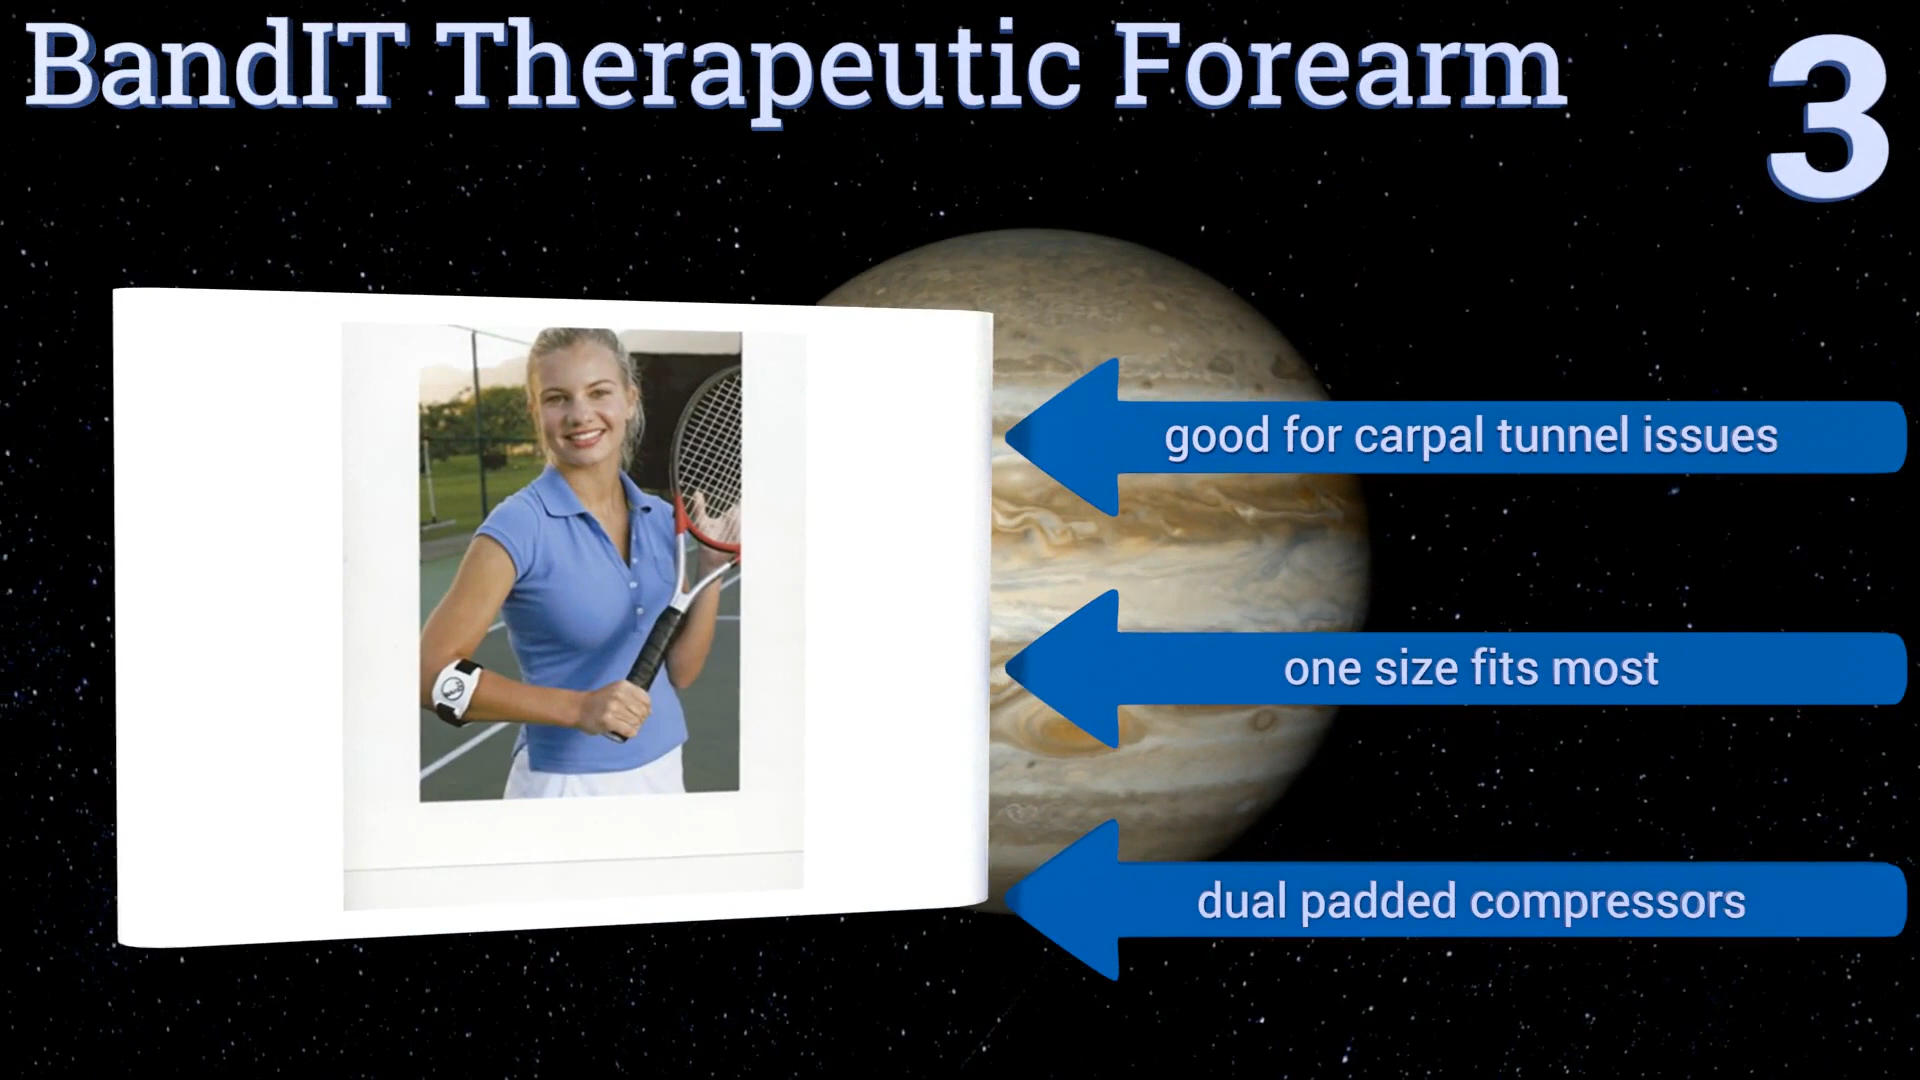 BandIT Therapeutic Forearm
3
good for carpal tunnel issues
one size fits most
dual padded compressors